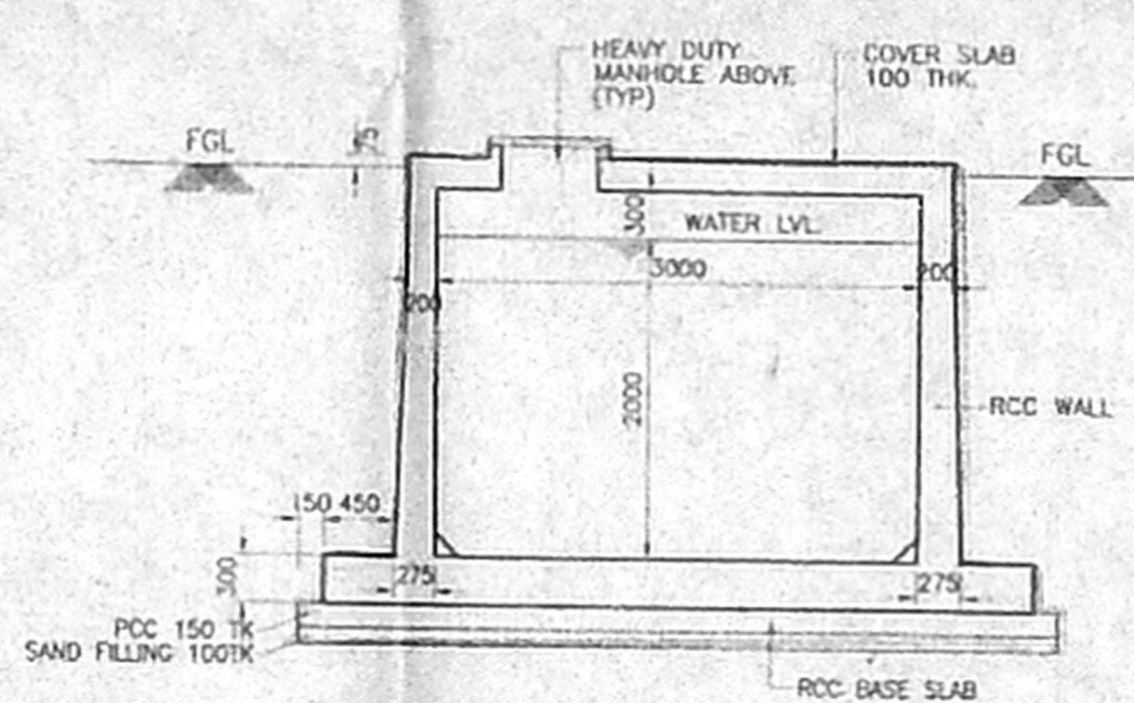 HEAVY DUTY
MANHOLE ABOVE
(TYP)
COVER SLAB
100 THK.
FGL
75
FGL
300
WATER LVL
3000
200
200
2000
RCC WALL
150 450
300
275
275
PCC 150 TK
SAND FILLING 100TK
RCC BASE SLAB